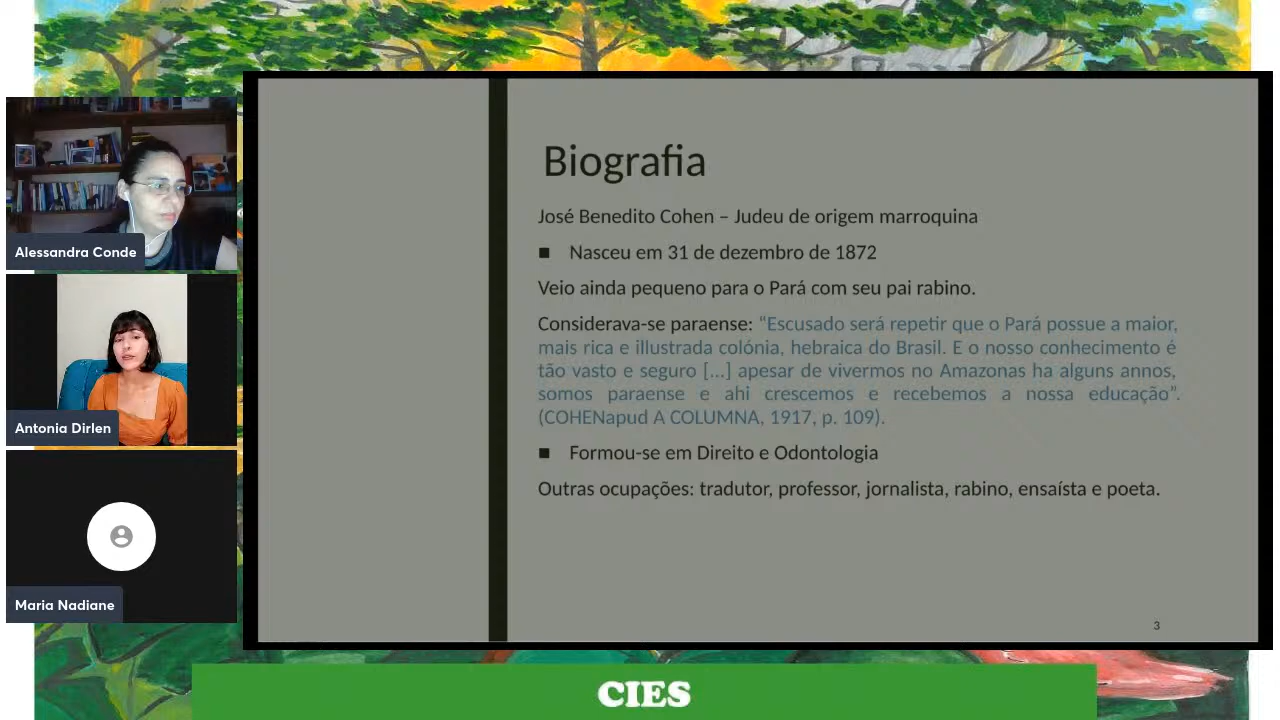 Alessandra Conde
Antonia Dirlen
Maria Nadiane
Biografia
José Benedito Cohen – Judeu de origem marroquina
■ Nasceu em 31 de dezembro de 1872
Veio ainda pequeno para o Pará com seu pai rabino.
Considerava-se paraense: “Escusado será repetir que o Pará possue a maior,
mais rica e illustrada colónia, hebraica do Brasil. E o nosso conhecimento é
tão vasto e seguro [...] apesar de vivermos no Amazonas ha alguns annos,
somos paraense e ahi crescemos e recebemos a nossa educação”.
(COHENapud A COLUMNA, 1917, p. 109).
■ Formou-se em Direito e Odontologia
Outras ocupações: tradutor, professor, jornalista, rabino, ensaísta e poeta.
3
CIES